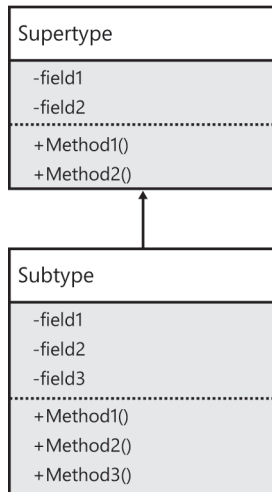 Supertype
-field1
-field2
+Method1()
+Method2()
Subtype
-field1
-field2
-field3
+Method1()
+Method2()
+Method3()